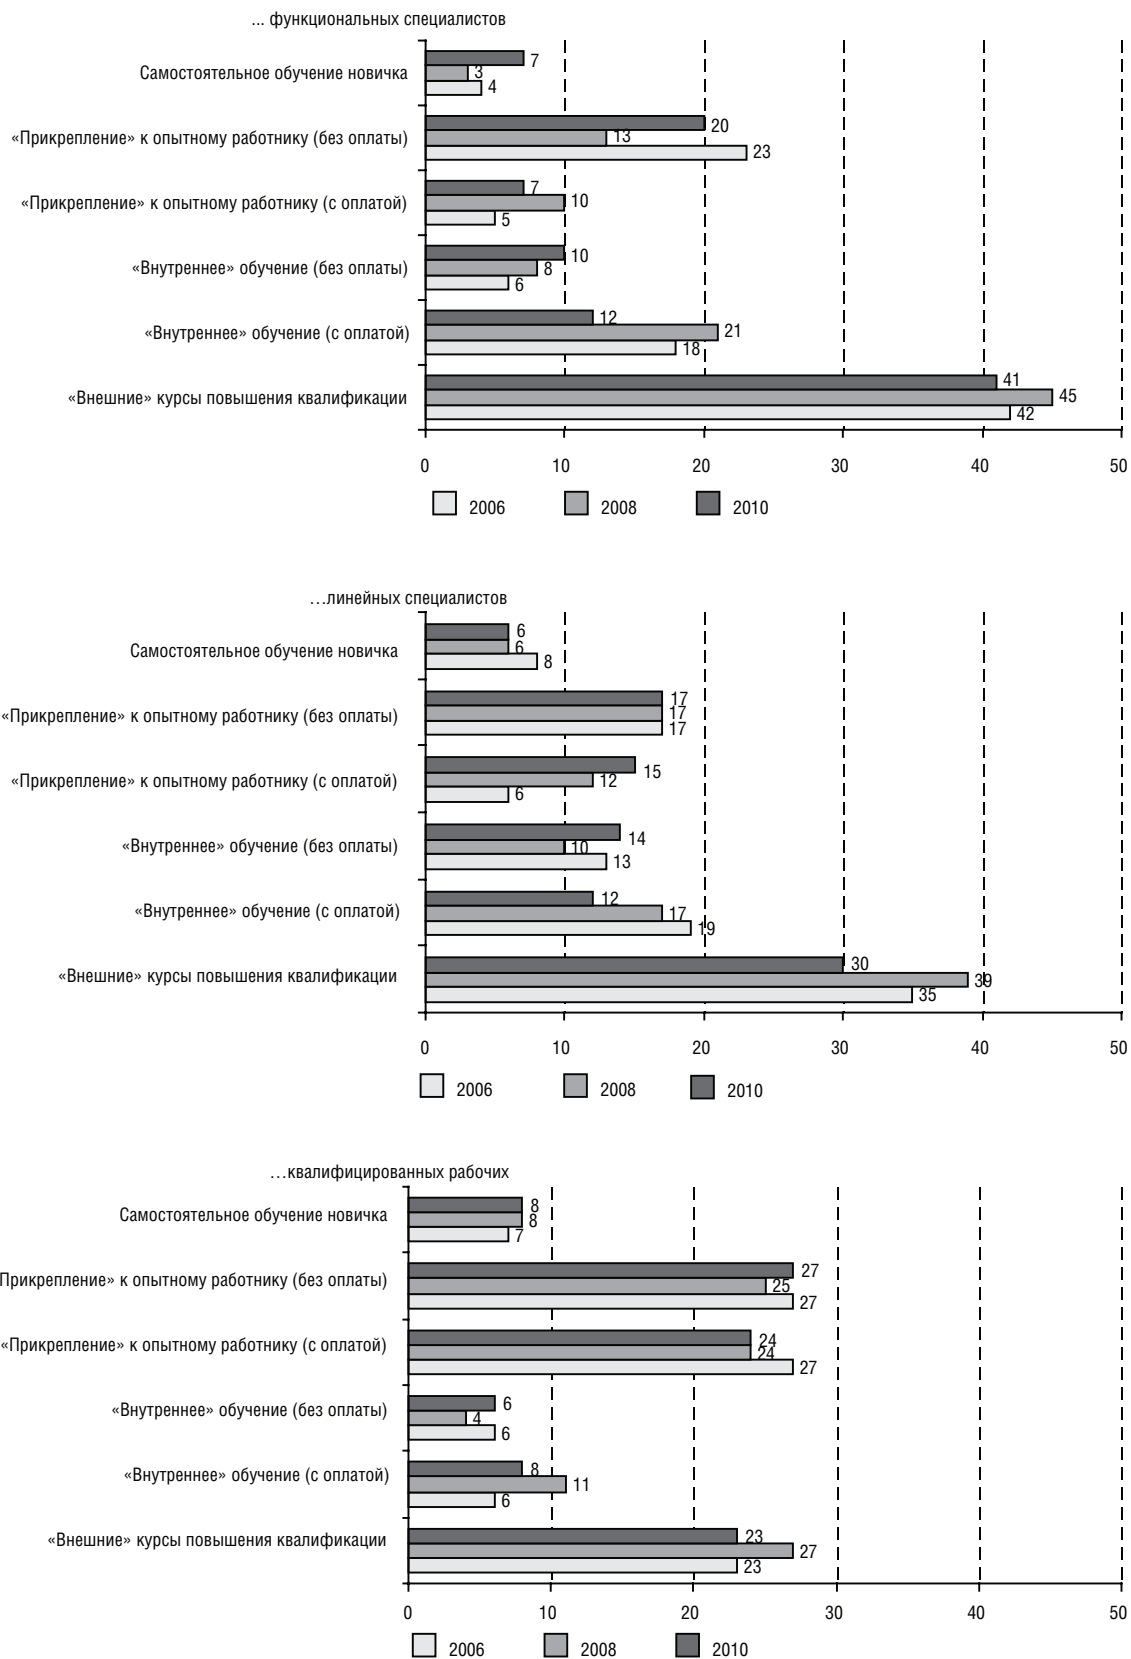 ... функциональных специалистов
Самостоятельное обучение новичка
7
3
4
«Прикрепление» к опытному работнику (без оплаты)
20
13
23
«Прикрепление» к опытному работнику (с оплатой)
7
10
5
«Внутреннее» обучение (без оплаты)
10
8
6
«Внутреннее» обучение (с оплатой)
12
21
18
«Внешние» курсы повышения квалификации
41
45
42
0 10 20 30 40 50
2006 2008 2010
…линейных специалистов
Самостоятельное обучение новичка
6
6
8
«Прикрепление» к опытному работнику (без оплаты)
17
17
17
«Прикрепление» к опытному работнику (с оплатой)
15
12
6
«Внутреннее» обучение (без оплаты)
14
10
13
«Внутреннее» обучение (с оплатой)
12
17
19
«Внешние» курсы повышения квалификации
30
39
35
0 10 20 30 40 50
2006 2008 2010
…квалифицированных рабочих
Самостоятельное обучение новичка
8
8
7
Прикрепление» к опытному работнику (без оплаты)
27
25
27
«Прикрепление» к опытному работнику (с оплатой)
24
24
27
«Внутреннее» обучение (без оплаты)
6
4
6
«Внутреннее» обучение (с оплатой)
8
11
6
«Внешние» курсы повышения квалификации
23
27
23
0 10 20 30 40 50
2006 2008 2010